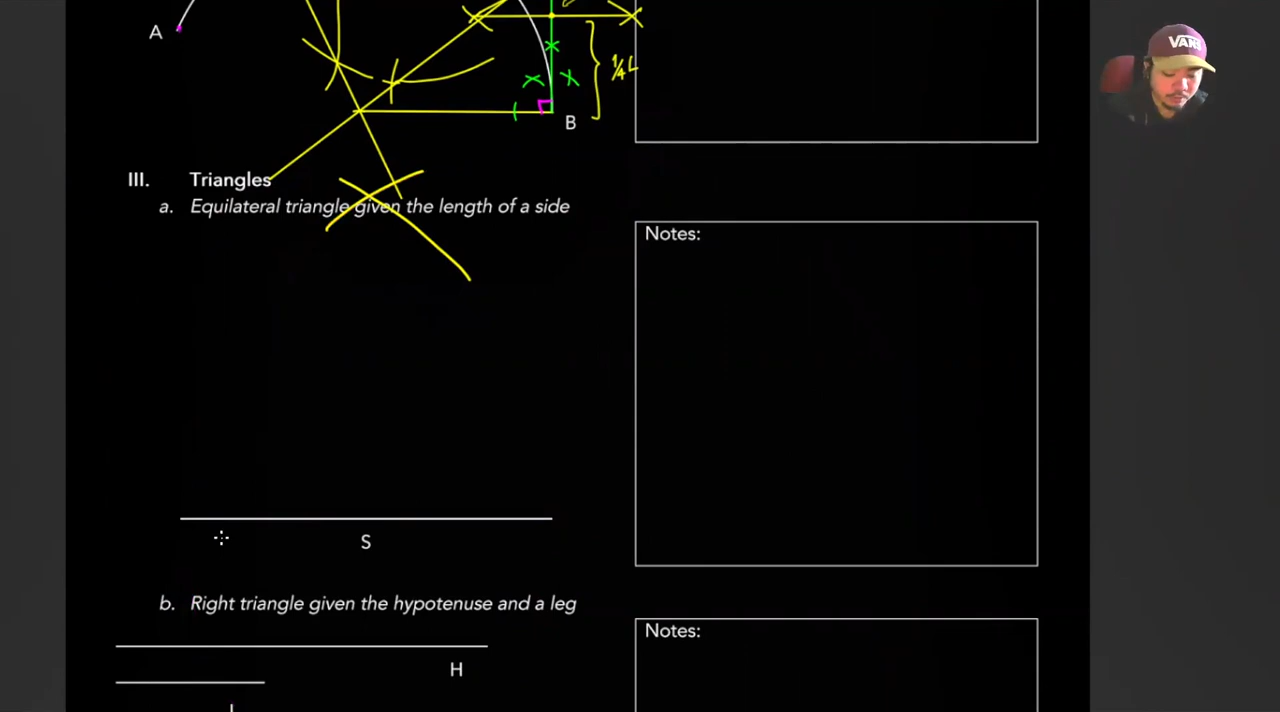 VANS
A
1/4 L
B
III. Triangles
a. Equilateral triangle given the length of a side
Notes:
S
b. Right triangle given the hypotenuse and a leg
Notes:
H